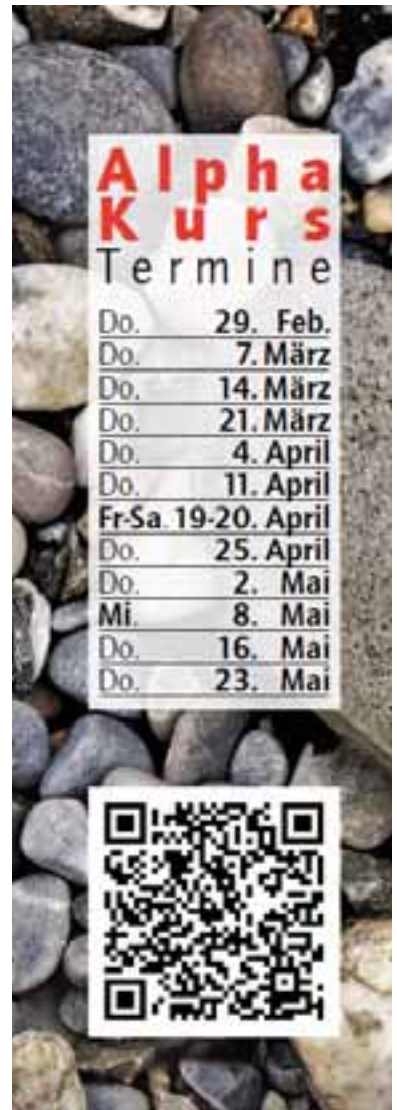 Alpha
Kurs
Termine
Do. 29. Feb.
Do. 7. März
Do. 14. März
Do. 21. März
Do. 4. April
Do. 11. April
Fr-Sa 19-20. April
Do. 25. April
Do. 2. Mai
Mi. 8. Mai
Do. 16. Mai
Do. 23. Mai